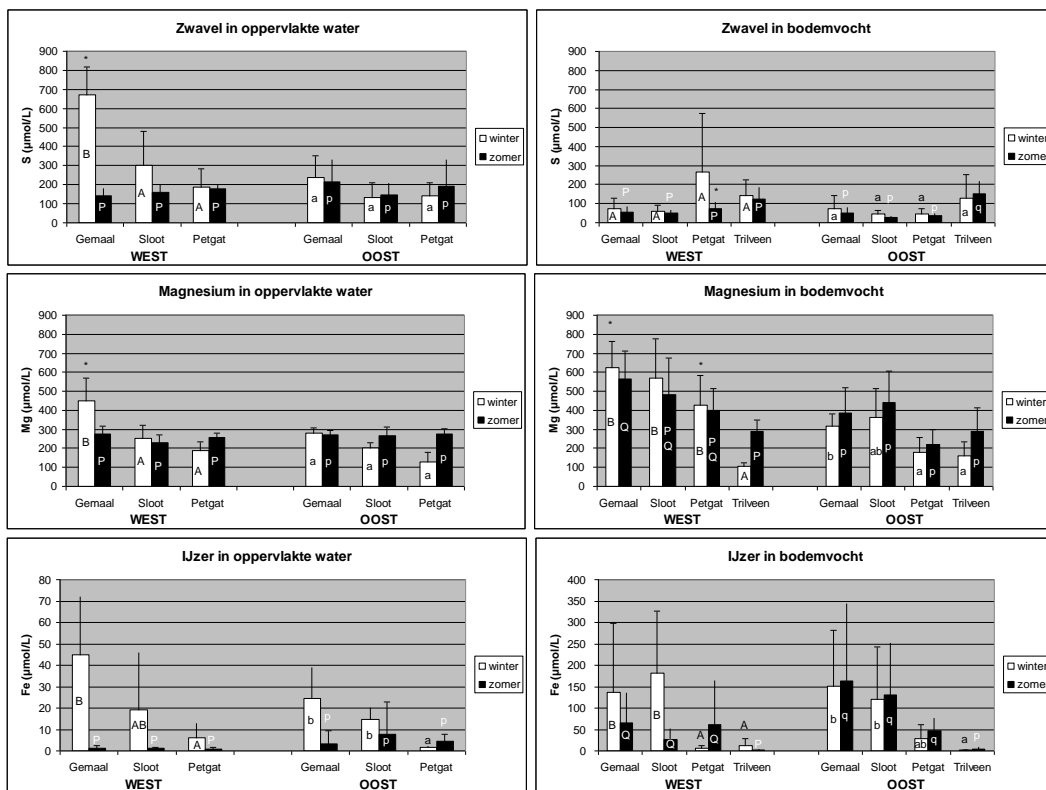 Zwavel in oppervlakte water
900
800
*
700
600
500
400
300
200
100
0
S (µmol/L)
B P A P A P a p a p a p
Gemaal Sloot Petgat Gemaal Sloot Petgat
WEST OOST
winter
zomer
Zwavel in bodemvocht
900
800
700
600
500
400
300
200
100
0
S (µmol/L)
P P * p a p a p
A A A P A P a a q
Gemaal Sloot Petgat Trilveen Gemaal Sloot Petgat Trilveen
WEST OOST
winter
zomer
Magnesium in oppervlakte water
900
800
700
600
500
400
300
200
100
0
Mg (µmol/L)
*
B P A P A P a p a p a p
Gemaal Sloot Petgat Gemaal Sloot Petgat
WEST OOST
winter
zomer
Magnesium in bodemvocht
900
800
700
600
500
400
300
200
100
0
Mg (µmol/L)
* *
P P
B Q B Q B Q A P b p ab p a p a p
Gemaal Sloot Petgat Trilveen Gemaal Sloot Petgat Trilveen
WEST OOST
winter
zomer
IJzer in oppervlakte water
80
70
60
50
40
30
20
10
0
Fe (µmol/L)
B P AB P A P b p b p a p
Gemaal Sloot Petgat Gemaal Sloot Petgat
WEST OOST
winter
zomer
IJzer in bodemvocht
400
350
300
250
200
150
100
50
0
Fe (µmol/L)
B Q B Q A Q A P b q b q ab q a p
Gemaal Sloot Petgat Trilveen Gemaal Sloot Petgat Trilveen
WEST OOST
winter
zomer